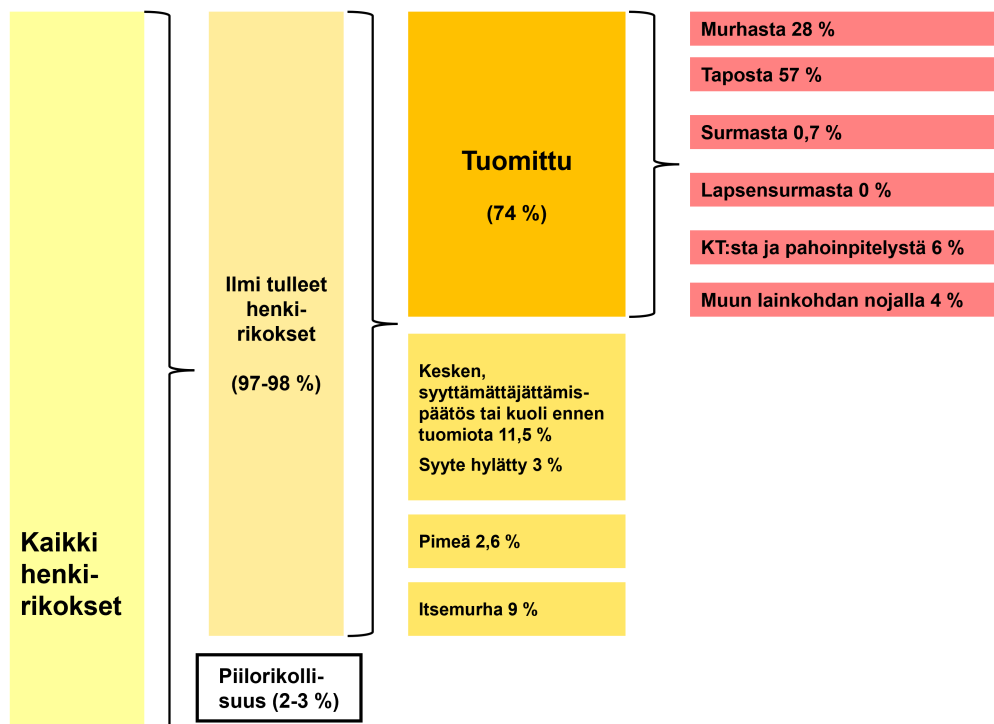 Kaikki
henki-
rikokset
Ilmi tulleet
henki-
rikokset
(97-98 %)
Piilorikolli-
suus (2-3 %)
Tuomittu
(74 %)
Kesken,
syyttämättäjättämis-
päätös tai kuoli ennen
tuomiota 11,5 %
Syyte hylätty 3 %
Pimeä 2,6 %
Itsemurha 9 %
Murhasta 28 %
Taposta 57 %
Surmasta 0,7 %
Lapsensurmasta 0 %
KT:sta ja pahoinpitelystä 6 %
Muun lainkohdan nojalla 4 %